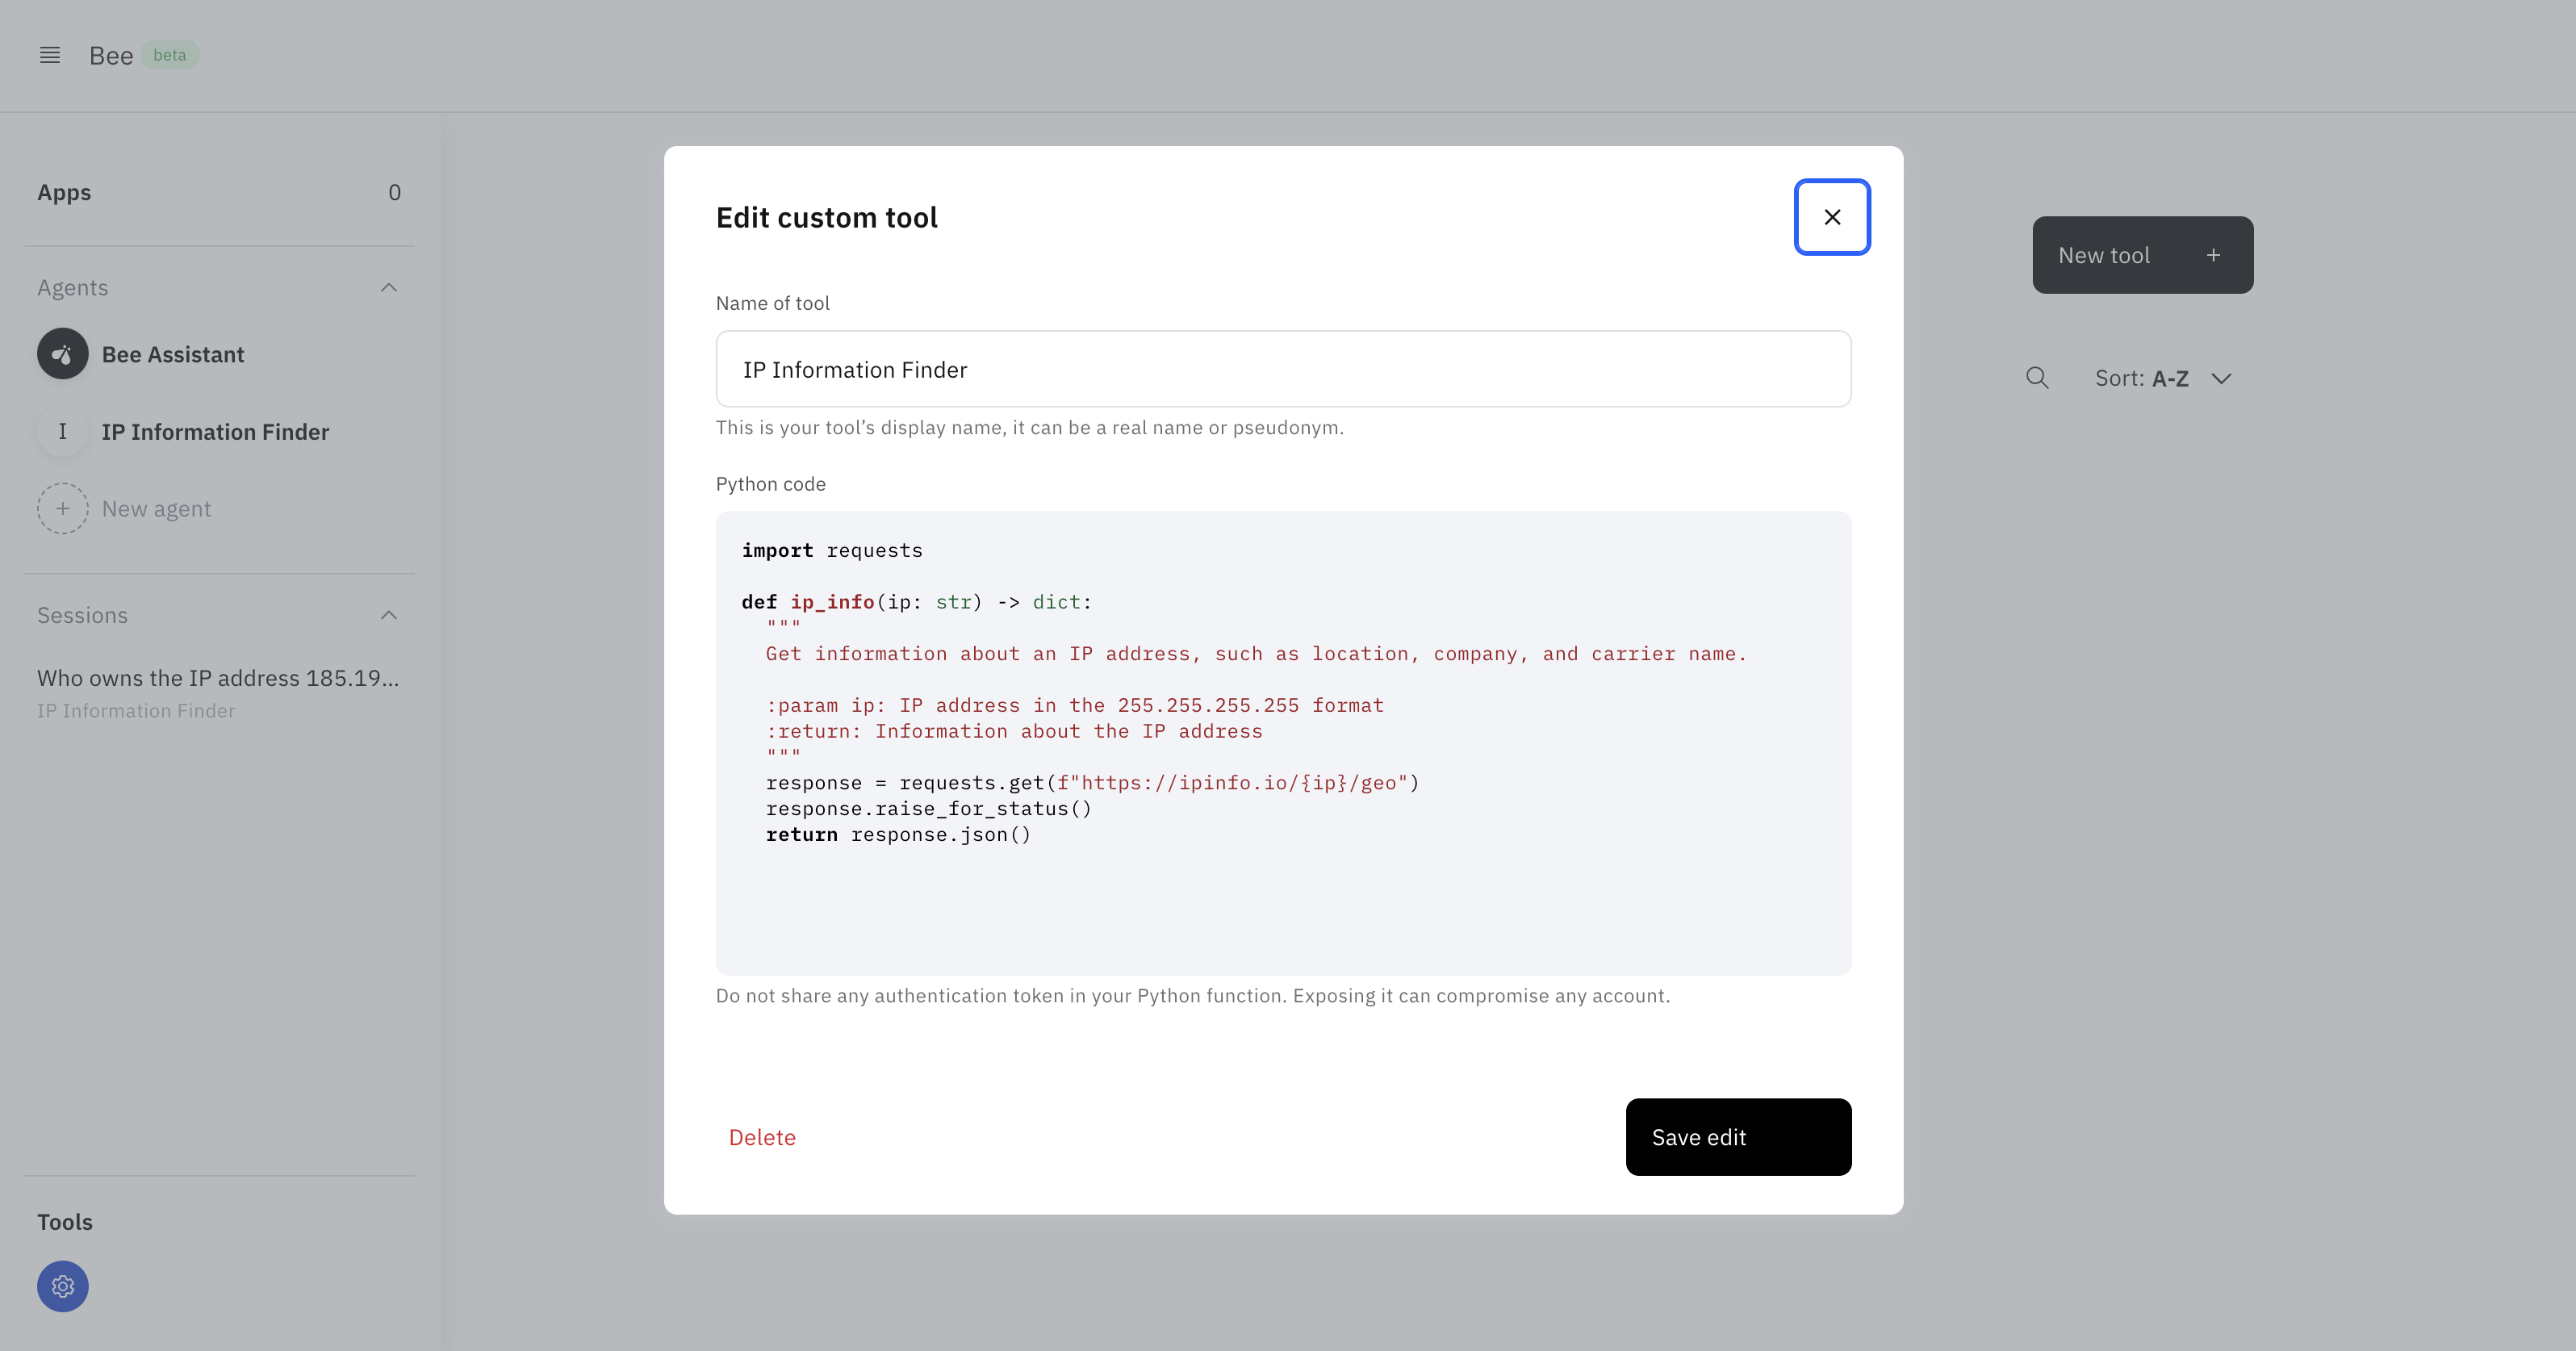 Bee beta
Apps 0
Agents
Bee Assistant
I IP Information Finder
New agent
Sessions
Who owns the IP address 185.19...
IP Information Finder
Tools
Edit custom tool
Name of tool
IP Information Finder
This is your tool’s display name, it can be a real name or pseudonym.
Python code
import requests
def ip_info(ip: str) -> dict:
"""
Get information about an IP address, such as location, company, and carrier name.
:param ip: IP address in the 255.255.255.255 format
:return: Information about the IP address
"""
response = requests.get(f"https://ipinfo.io/{ip}/geo")
response.raise_for_status()
return response.json()
Do not share any authentication token in your Python function. Exposing it can compromise any account.
Delete
Save edit
New tool +
Sort: A-Z